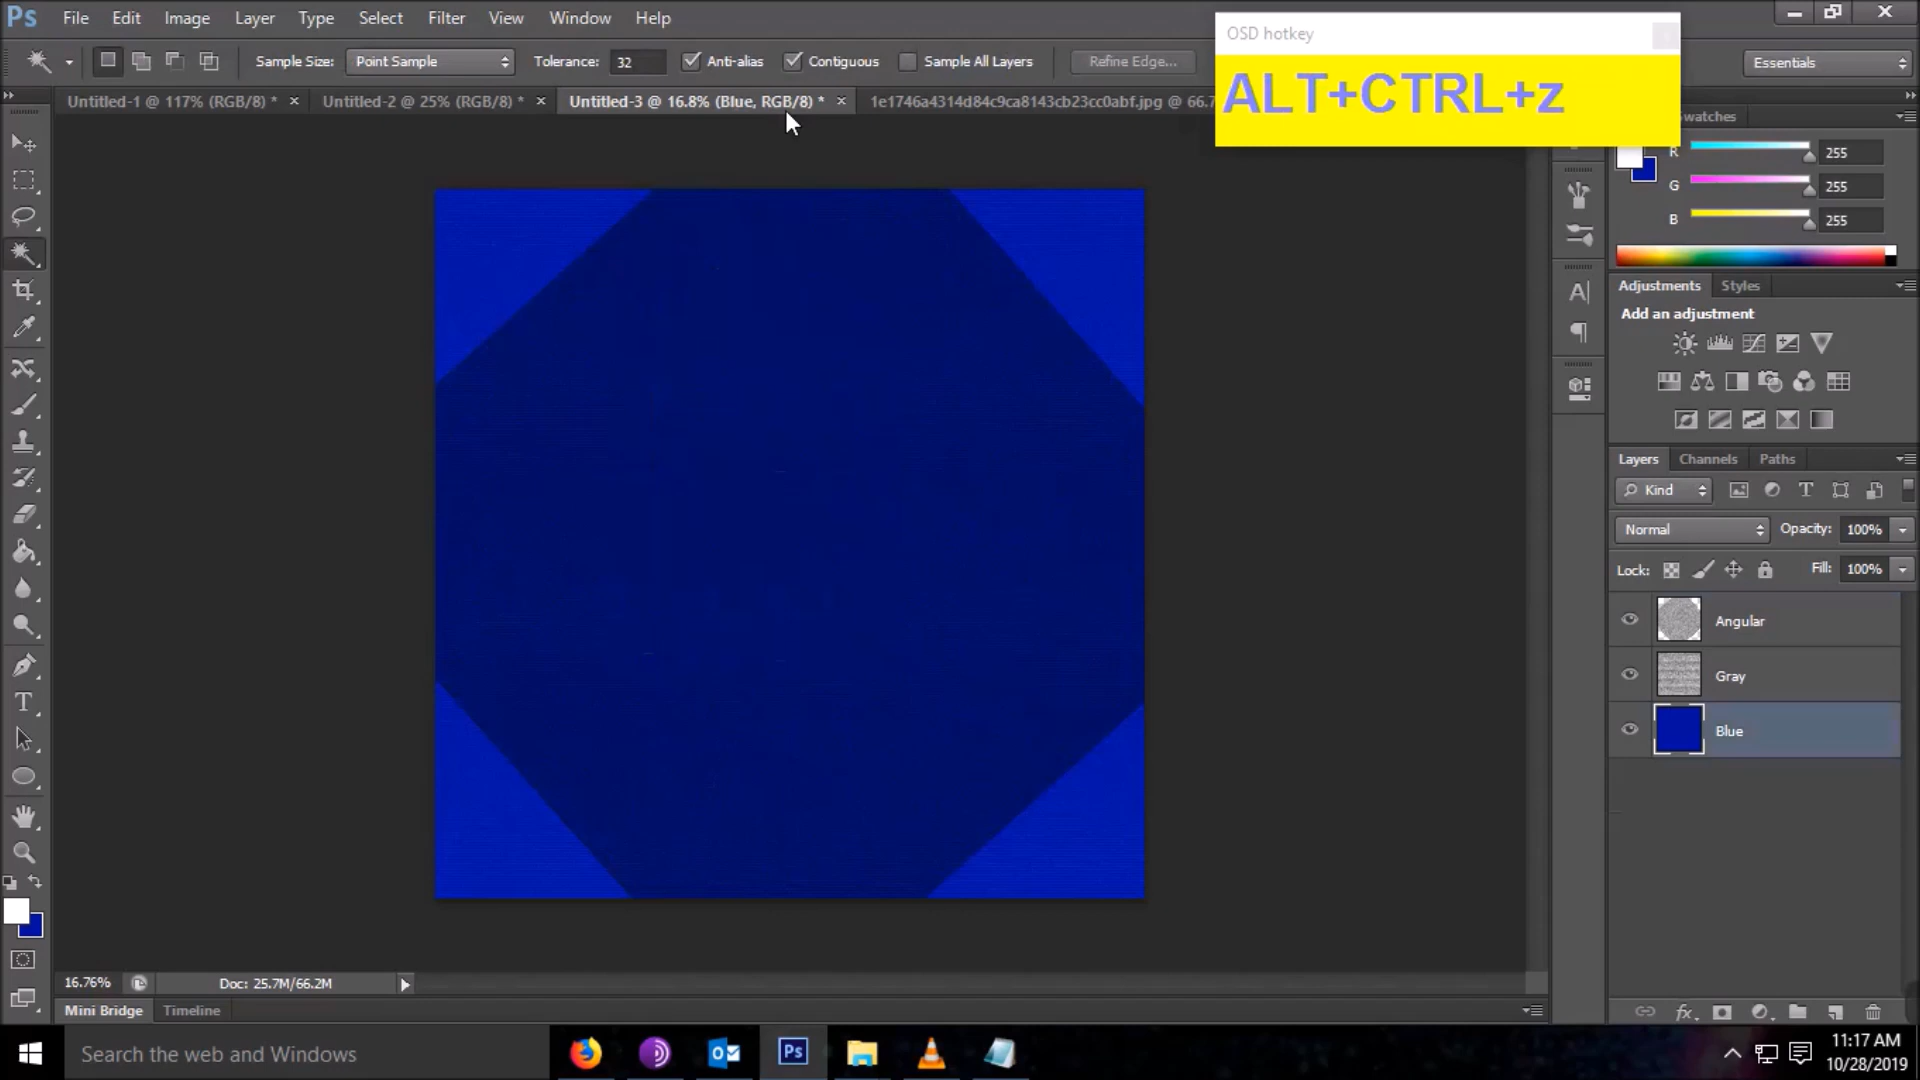 Ps File Edit Image Layer Type Select Filter View Window Help
OSD hotkey
ALT+CTRL+z
Sample Size: Point Sample Tolerance: 32 Anti-alias Contiguous Sample All Layers Refine Edge... Essentials
Untitled-1 @ 117% (RGB/8) * × Untitled-2 @ 25% (RGB/8) * × Untitled-3 @ 16.8% (Blue, RGB/8) * × 1e1746a4314d84c9ca8143cb23cc0abf.jpg @ 66.7
Swatches
R 255
G 255
B 255
Adjustments Styles
Add an adjustment
Layers Channels Paths
Kind
Normal Opacity: 100%
Lock: Fill: 100%
Angular
Gray
Blue
16.76% Doc: 25.7M/66.2M
Mini Bridge Timeline
Search the web and Windows
11:17 AM
10/28/2019